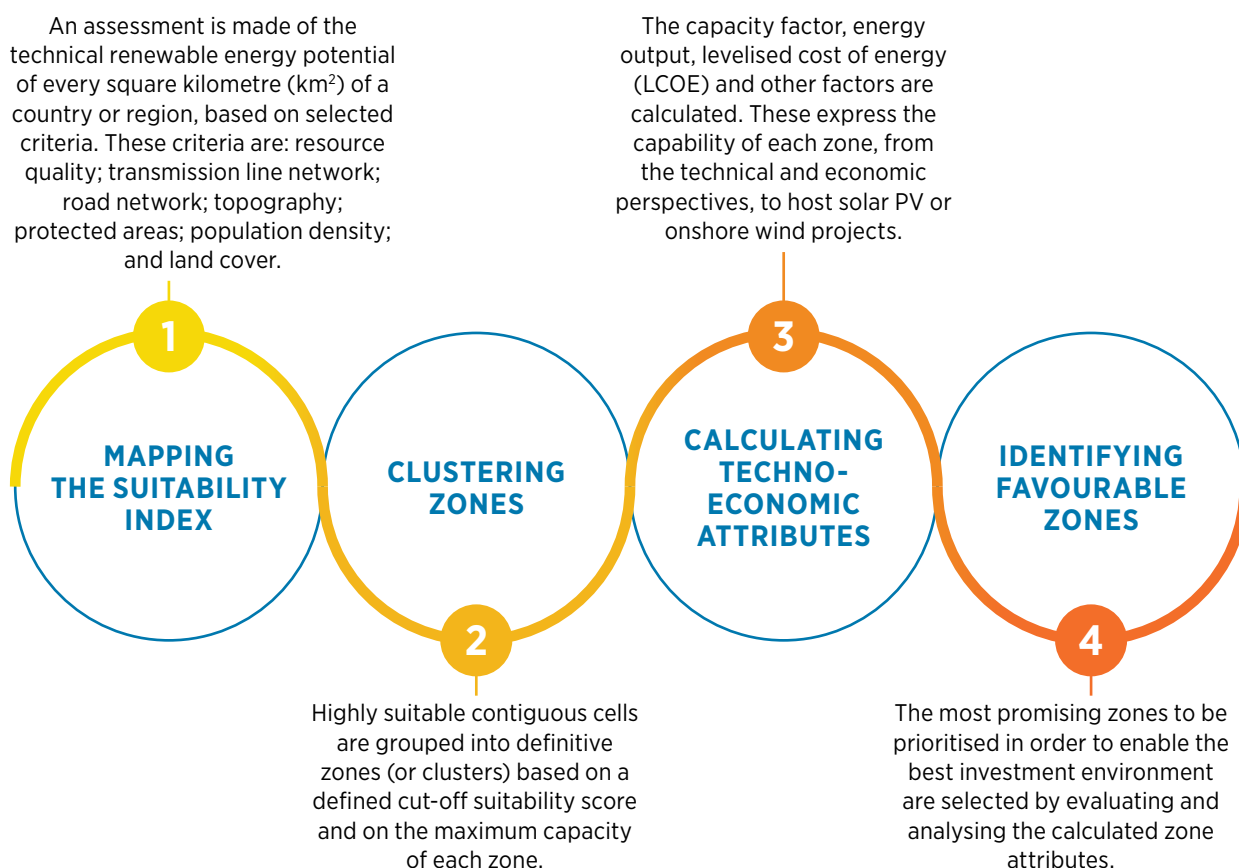 An assessment is made of the
technical renewable energy potential
of every square kilometre (km²) of a
country or region, based on selected
criteria. These criteria are: resource
quality; transmission line network;
road network; topography;
protected areas; population density;
and land cover.
1
MAPPING
THE SUITABILITY
INDEX
CLUSTERING
ZONES
2
Highly suitable contiguous cells
are grouped into definitive
zones (or clusters) based on a
defined cut-off suitability score
and on the maximum capacity
of each zone.
The capacity factor, energy
output, levelised cost of energy
(LCOE) and other factors are
calculated. These express the
capability of each zone, from
the technical and economic
perspectives, to host solar PV or
onshore wind projects.
3
CALCULATING
TECHNO-
ECONOMIC
ATTRIBUTES
IDENTIFYING
FAVOURABLE
ZONES
4
The most promising zones to be
prioritised in order to enable the
best investment environment
are selected by evaluating and
analysing the calculated zone
attributes.